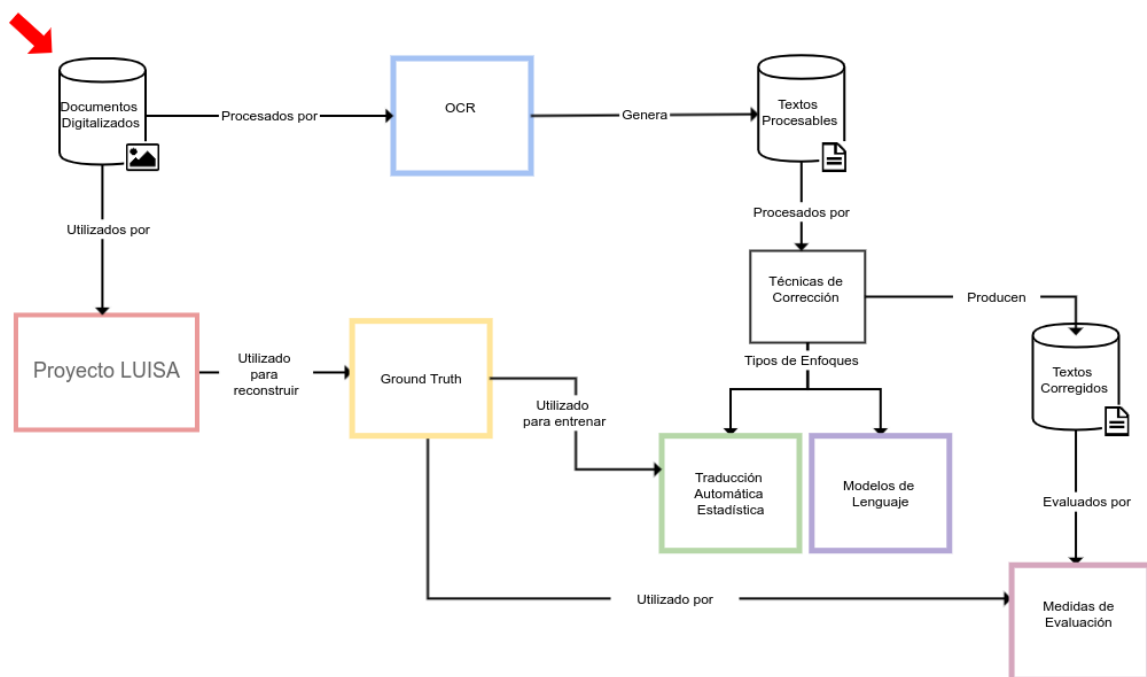 Documentos
Digitalizados
Procesados por
OCR
Genera
Textos
Procesables
Utilizados por
Procesados por
Técnicas de
Corrección
Producen
Proyecto LUISA
Utilizado
para
reconstruir
Ground Truth
Tipos de Enfoques
Textos
Corregidos
Utilizado
para entrenar
Traducción
Automática
Estadística
Modelos de
Lenguaje
Evaluados por
Utilizado por
Medidas de
Evaluación